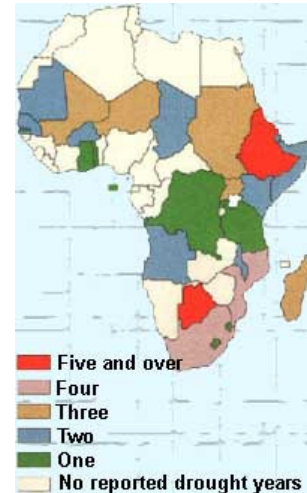 Five and over
Four
Three
Two
One
No reported drought years